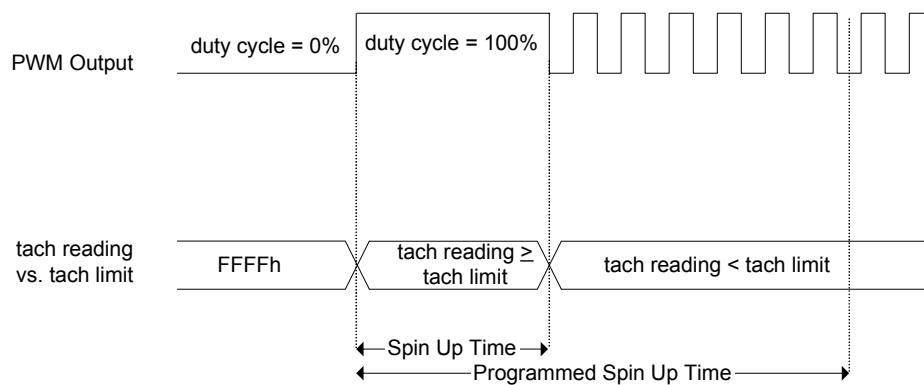 duty cycle = 0%
duty cycle = 100%
PWM Output
tach reading
vs. tach limit
FFFFh
tach reading ≥
tach limit
tach reading < tach limit
Spin Up Time
Programmed Spin Up Time